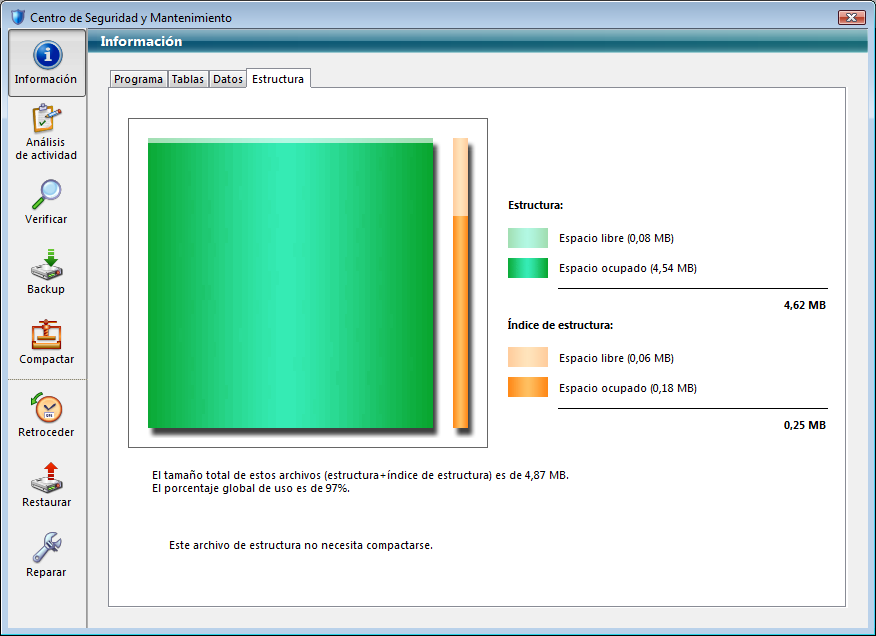 Centro de Seguridad y Mantenimiento
Información
Información
Análisis
de actividad
Verificar
Backup
Compactar
Retroceder
Restaurar
Reparar
Programa
Tablas
Datos
Estructura
Estructura:
Espacio libre (0,08 MB)
Espacio ocupado (4,54 MB)
4,62 MB
Índice de estructura:
Espacio libre (0,06 MB)
Espacio ocupado (0,18 MB)
0,25 MB
El tamaño total de estos archivos (estructura+índice de estructura) es de 4,87 MB.
El porcentaje global de uso es de 97%.
Este archivo de estructura no necesita compactarse.